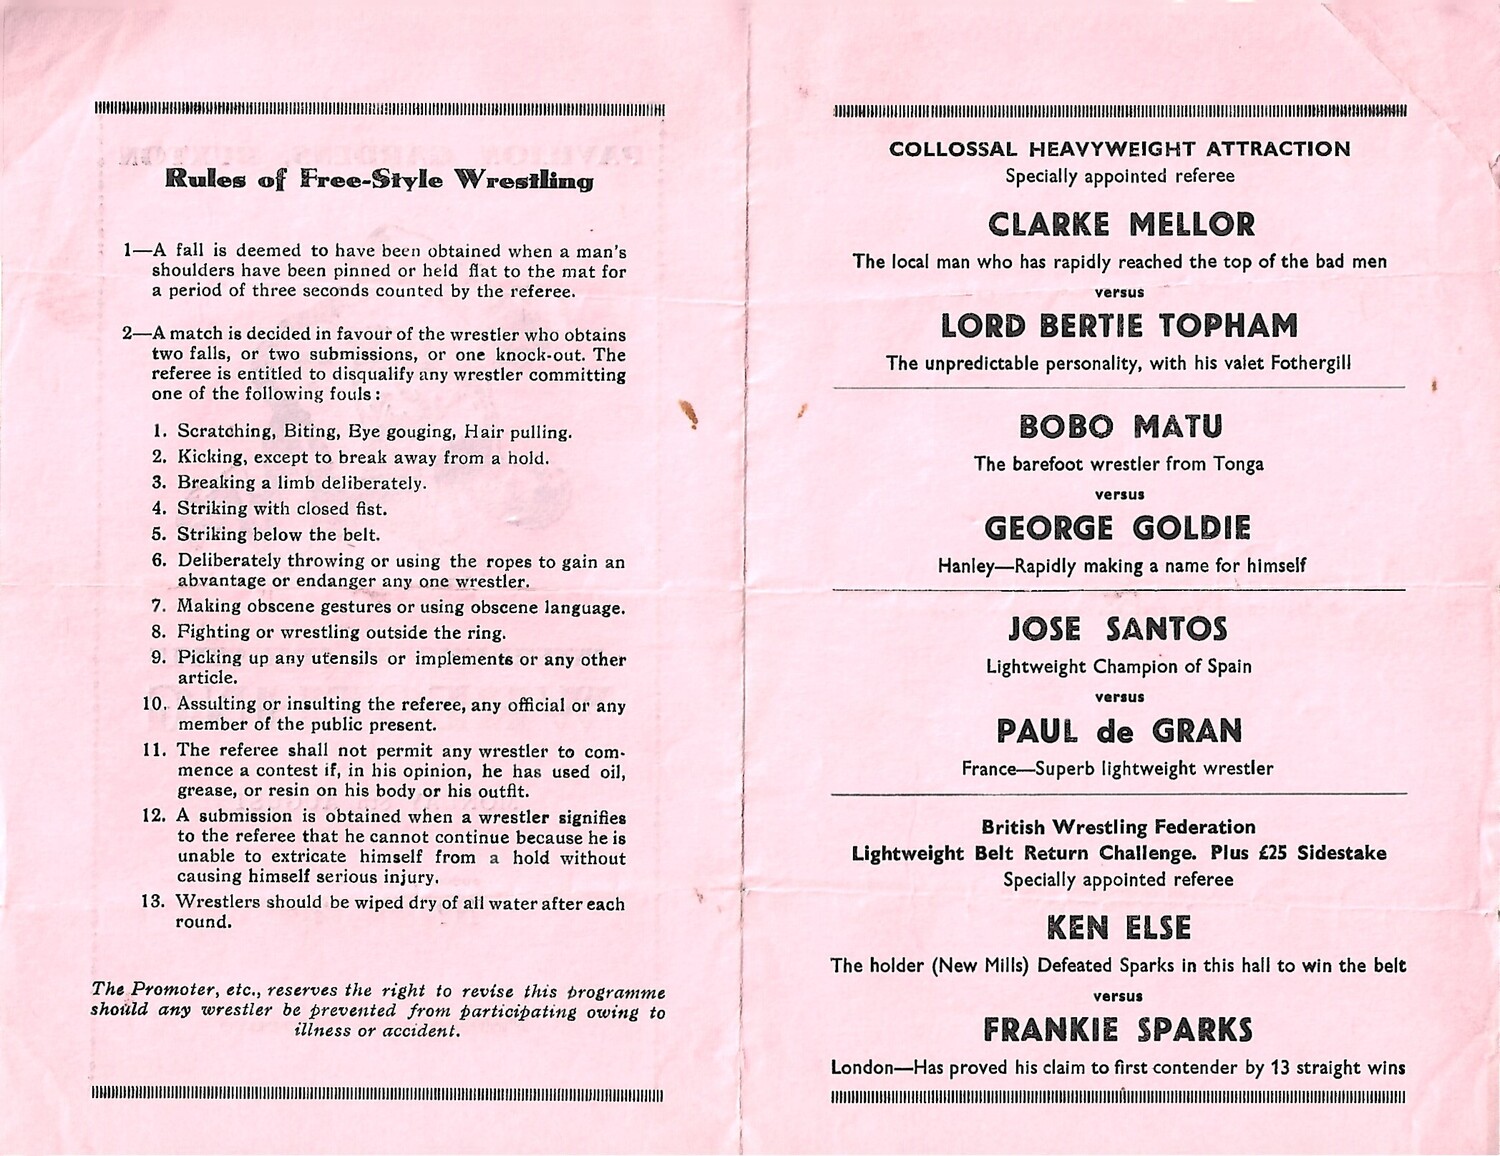 Rules of Free-Style Wrestling
1—A fall is deemed to have been obtained when a man's
shoulders have been pinned or held flat to the mat for
a period of three seconds counted by the referee.
2—A match is decided in favour of the wrestler who obtains
two falls, or two submissions, or one knock-out. The
referee is entitled to disqualify any wrestler committing
one of the following fouls :
1. Scratching, Biting, Eye gouging, Hair pulling.
2. Kicking, except to break away from a hold.
3. Breaking a limb deliberately.
4. Striking with closed fist.
5. Striking below the belt.
6. Deliberately throwing or using the ropes to gain an
abvantage or endanger any one wrestler.
7. Making obscene gestures or using obscene language.
8. Fighting or wrestling outside the ring.
9. Picking up any utensils or implements or any other
article.
10. Assulting or insulting the referee, any official or any
member of the public present.
11. The referee shall not permit any wrestler to com-
mence a contest if, in his opinion, he has used oil,
grease, or resin on his body or his outfit.
12. A submission is obtained when a wrestler signifies
to the referee that he cannot continue because he is
unable to extricate himself from a hold without
causing himself serious injury.
13. Wrestlers should be wiped dry of all water after each
round.
The Promoter, etc., reserves the right to revise this programme
should any wrestler be prevented from participating owing to
illness or accident.
COLLOSSAL HEAVYWEIGHT ATTRACTION
Specially appointed referee
CLARKE MELLOR
The local man who has rapidly reached the top of the bad men
versus
LORD BERTIE TOPHAM
The unpredictable personality, with his valet Fothergill
BOBO MATU
The barefoot wrestler from Tonga
versus
GEORGE GOLDIE
Hanley—Rapidly making a name for himself
JOSE SANTOS
Lightweight Champion of Spain
versus
PAUL de GRAN
France—Superb lightweight wrestler
British Wrestling Federation
Lightweight Belt Return Challenge. Plus £25 Sidestake
Specially appointed referee
KEN ELSE
The holder (New Mills) Defeated Sparks in this hall to win the belt
versus
FRANKIE SPARKS
London—Has proved his claim to first contender by 13 straight wins